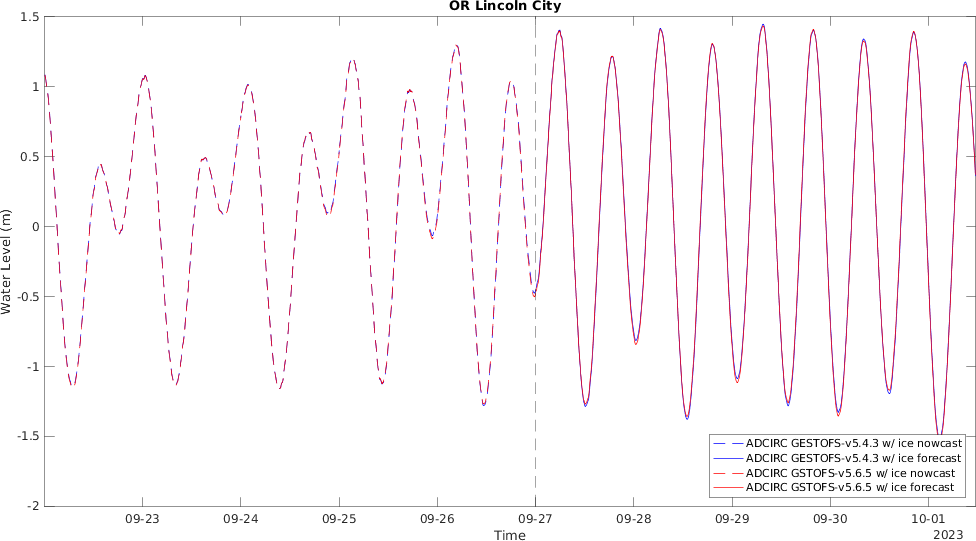 OR Lincoln City
1.5
1
0.5
0
-0.5
-1
-1.5
-2
Water Level (m)
ADCIRC GESTOFS-v5.4.3 w/ ice nowcast
ADCIRC GESTOFS-v5.4.3 w/ ice forecast
ADCIRC GSTOFS-v5.6.5 w/ ice nowcast
ADCIRC GSTOFS-v5.6.5 w/ ice forecast
09-23 09-24 09-25 09-26 09-27 09-28 09-29 09-30 10-01
Time
2023